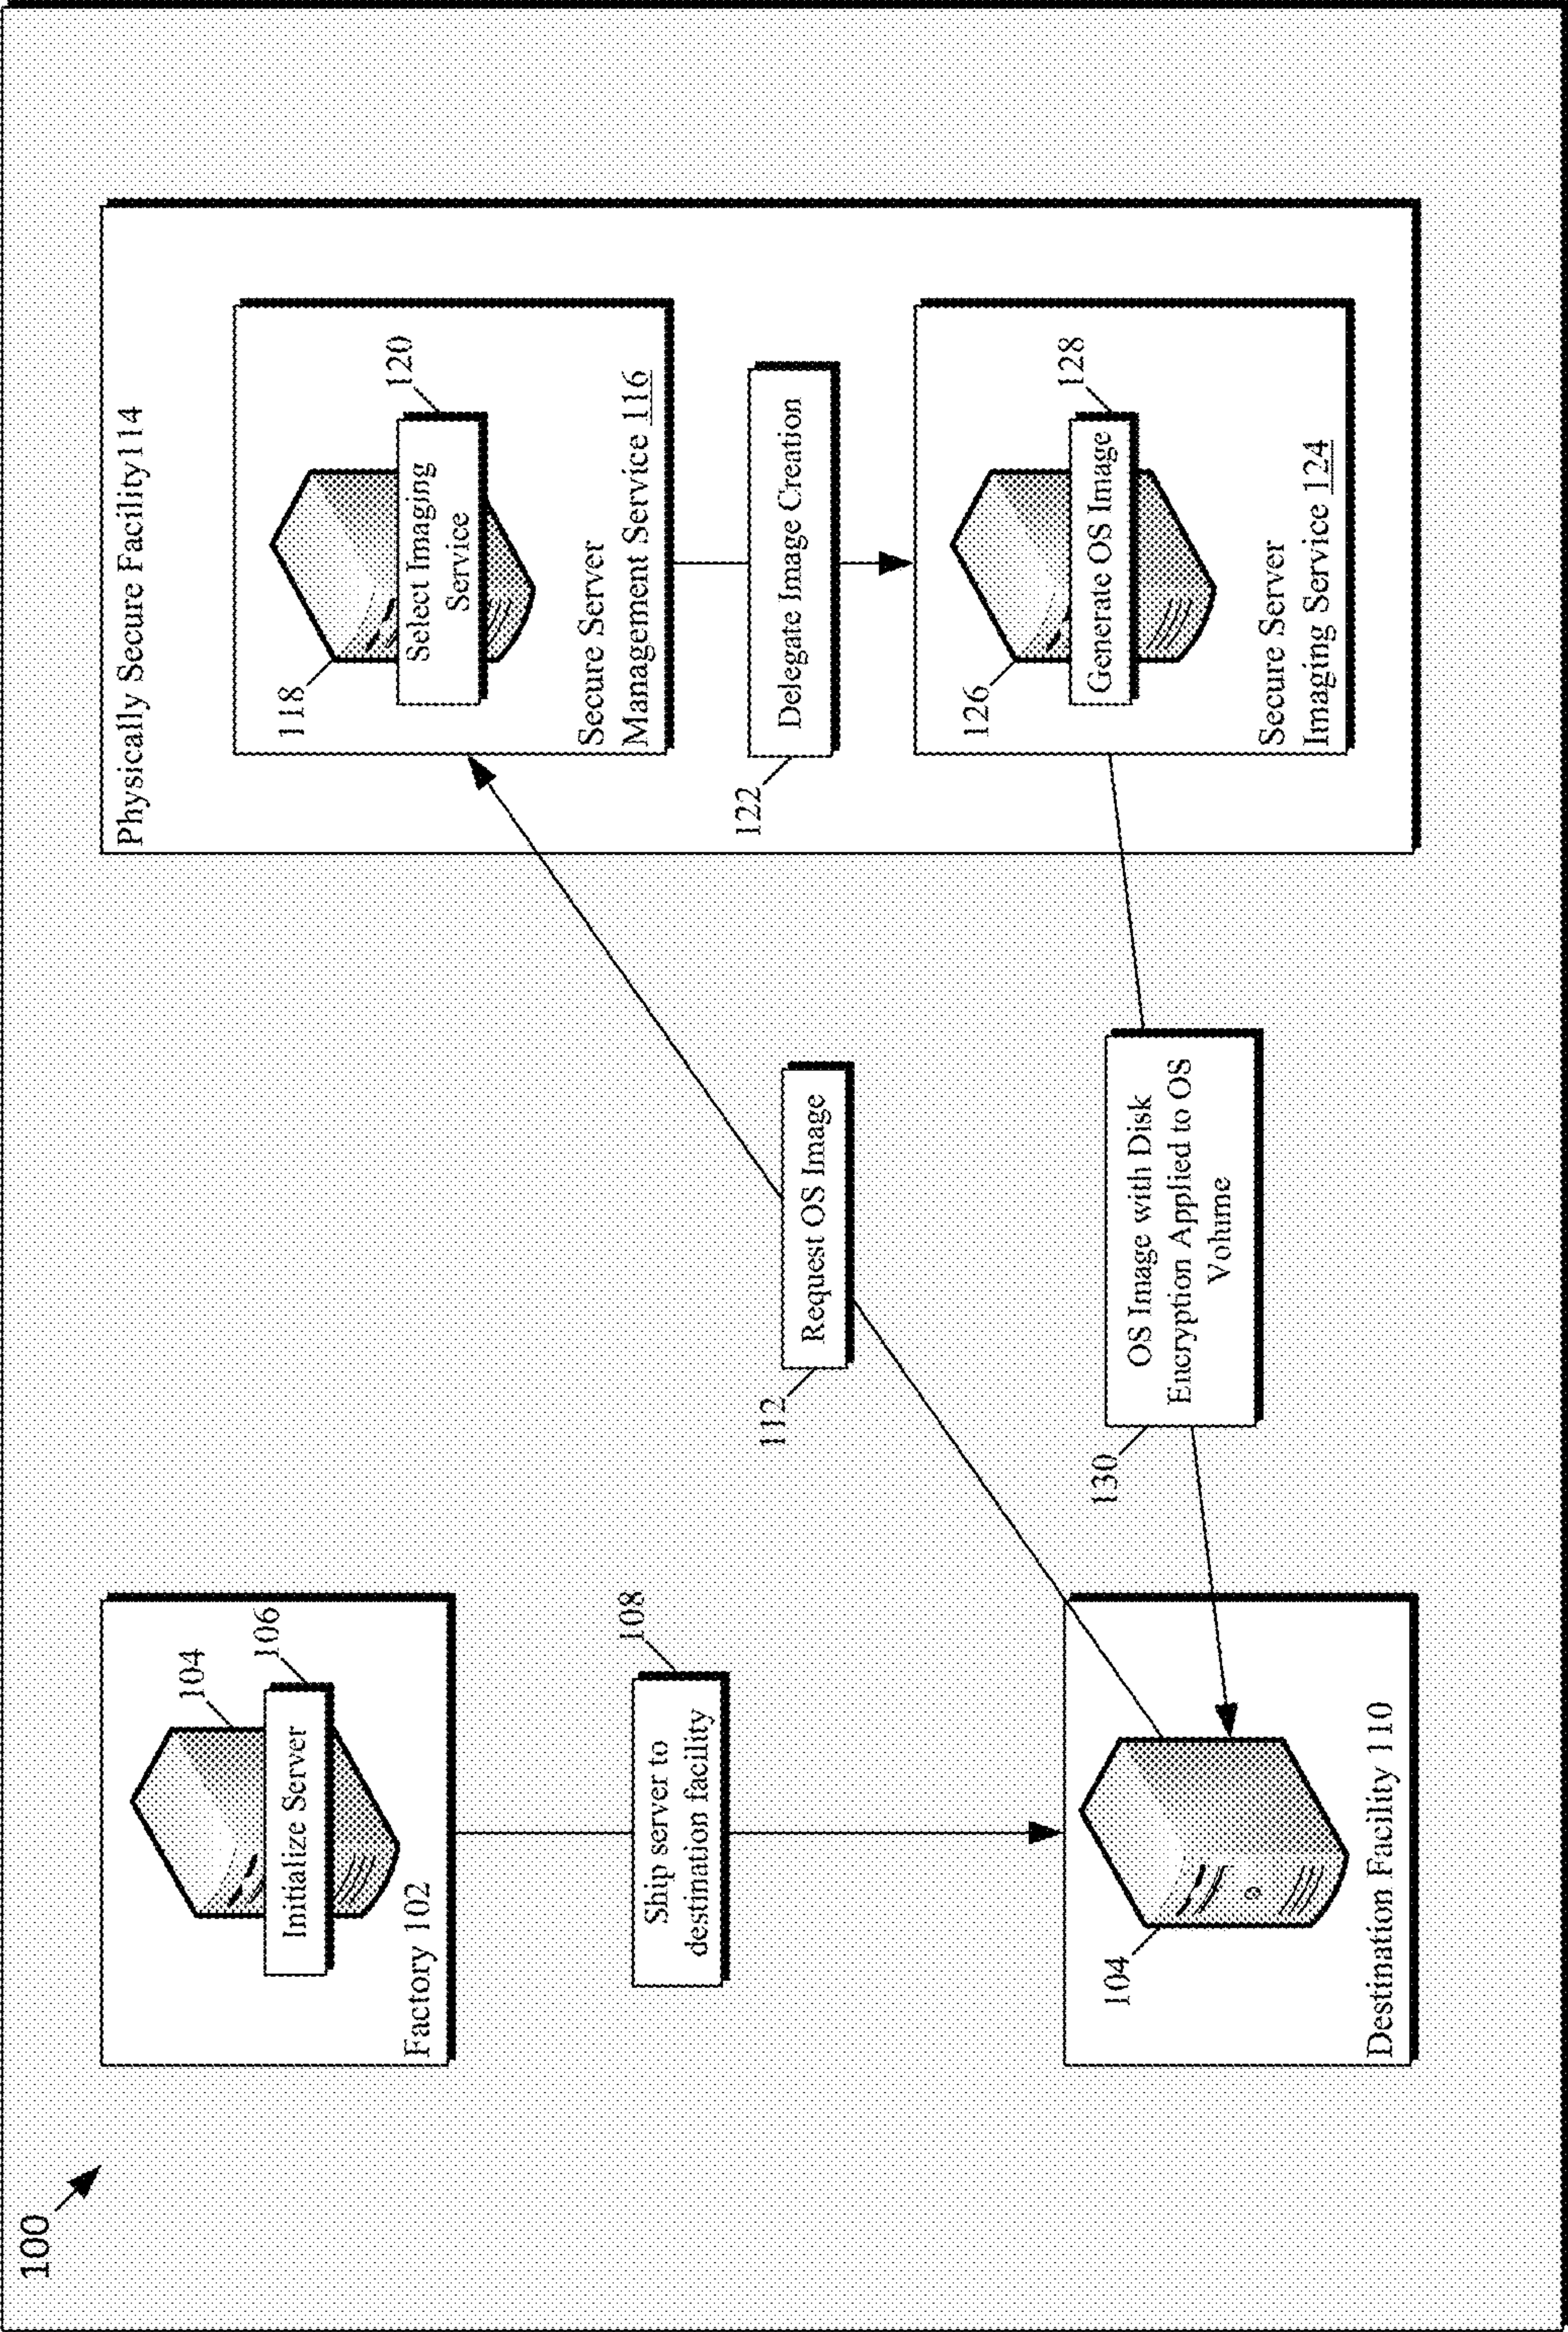 100
Factory 102
104
106
Initialize Server
108
Ship server to
destination facility
Destination Facility 110
104
112
Request OS Image
130
OS Image with Disk
Encryption Applied to OS
Volume
Physically Secure Facility114
118
120
Select Imaging
Service
Secure Server
Management Service 116
122
Delegate Image Creation
126
128
Generate OS Image
Secure Server
Imaging Service 124